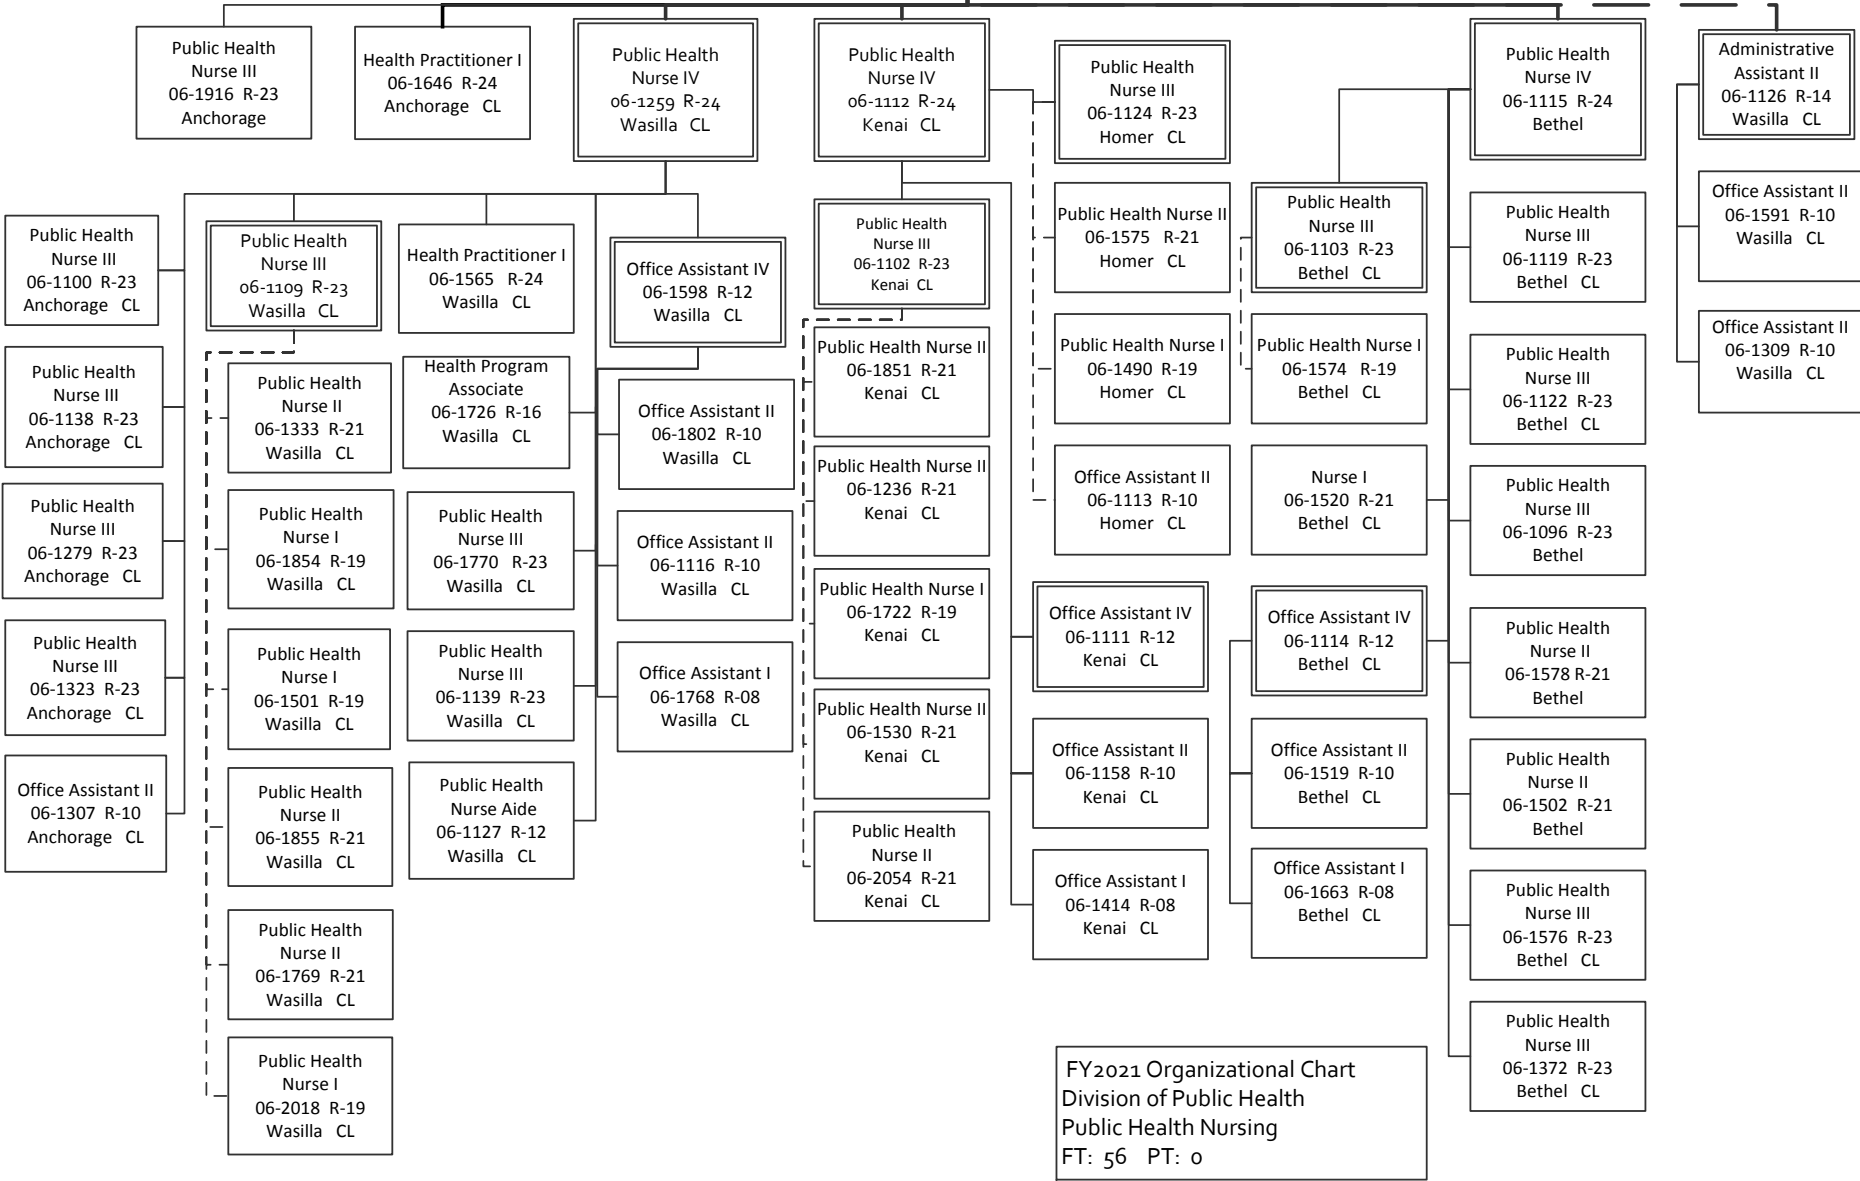 Public Health
Nurse III
06-1916 R-23
Anchorage
Health Practitioner I
06-1646 R-24
Anchorage CL
Public Health
Nurse IV
06-1259 R-24
Wasilla CL
Public Health
Nurse IV
06-1112 R-24
Kenai CL
Public Health
Nurse III
06-1124 R-23
Homer CL
Public Health
Nurse IV
06-1115 R-24
Bethel
Administrative
Assistant II
06-1126 R-14
Wasilla CL
Public Health
Nurse III
06-1100 R-23
Anchorage CL
Public Health
Nurse III
06-1138 R-23
Anchorage CL
Public Health
Nurse III
06-1279 R-23
Anchorage CL
Public Health
Nurse III
06-1323 R-23
Anchorage CL
Office Assistant II
06-1307 R-10
Anchorage CL
Public Health
Nurse III
06-1109 R-23
Wasilla CL
Public Health
Nurse II
06-1333 R-21
Wasilla CL
Public Health
Nurse I
06-1854 R-19
Wasilla CL
Public Health
Nurse I
06-1501 R-19
Wasilla CL
Public Health
Nurse II
06-1855 R-21
Wasilla CL
Public Health
Nurse II
06-1769 R-21
Wasilla CL
Public Health
Nurse I
06-2018 R-19
Wasilla CL
Health Practitioner I
06-1565 R-24
Wasilla CL
Health Program
Associate
06-1726 R-16
Wasilla CL
Public Health
Nurse III
06-1770 R-23
Wasilla CL
Public Health
Nurse III
06-1139 R-23
Wasilla CL
Public Health
Nurse Aide
06-1127 R-12
Wasilla CL
Office Assistant IV
06-1598 R-12
Wasilla CL
Office Assistant II
06-1802 R-10
Wasilla CL
Office Assistant II
06-1116 R-10
Wasilla CL
Office Assistant I
06-1768 R-08
Wasilla CL
Public Health
Nurse III
06-1102 R-23
Kenai CL
Public Health Nurse II
06-1851 R-21
Kenai CL
Public Health Nurse II
06-1236 R-21
Kenai CL
Public Health Nurse I
06-1722 R-19
Kenai CL
Public Health Nurse II
06-1530 R-21
Kenai CL
Public Health
Nurse II
06-2054 R-21
Kenai CL
Public Health Nurse II
06-1575 R-21
Homer CL
Public Health Nurse I
06-1490 R-19
Homer CL
Office Assistant II
06-1113 R-10
Homer CL
Office Assistant IV
06-1111 R-12
Kenai CL
Office Assistant II
06-1158 R-10
Kenai CL
Office Assistant I
06-1414 R-08
Kenai CL
Public Health
Nurse III
06-1103 R-23
Bethel CL
Public Health Nurse I
06-1574 R-19
Bethel CL
Nurse I
06-1520 R-21
Bethel CL
Office Assistant IV
06-1114 R-12
Bethel CL
Office Assistant II
06-1519 R-10
Bethel CL
Office Assistant I
06-1663 R-08
Bethel CL
Public Health
Nurse III
06-1119 R-23
Bethel CL
Public Health
Nurse III
06-1122 R-23
Bethel CL
Public Health
Nurse III
06-1096 R-23
Bethel
Public Health
Nurse II
06-1578 R-21
Bethel
Public Health
Nurse II
06-1502 R-21
Bethel
Public Health
Nurse III
06-1576 R-23
Bethel CL
Public Health
Nurse III
06-1372 R-23
Bethel CL
Office Assistant II
06-1591 R-10
Wasilla CL
Office Assistant II
06-1309 R-10
Wasilla CL
FY2021 Organizational Chart
Division of Public Health
Public Health Nursing
FT: 56 PT: 0